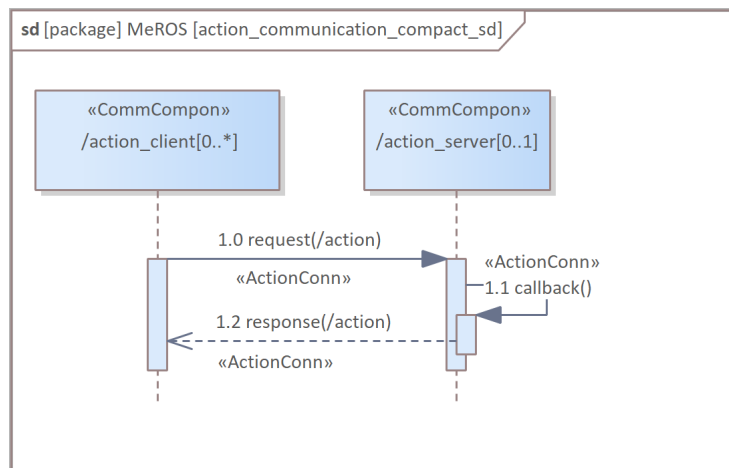 sd [package] MeROS [action_communication_compact_sd]
«CommCompon»
/action_client[0..*]
«CommCompon»
/action_server[0..1]
1.0 request(/action)
«ActionConn»
«ActionConn»
1.1 callback()
1.2 response(/action)
«ActionConn»